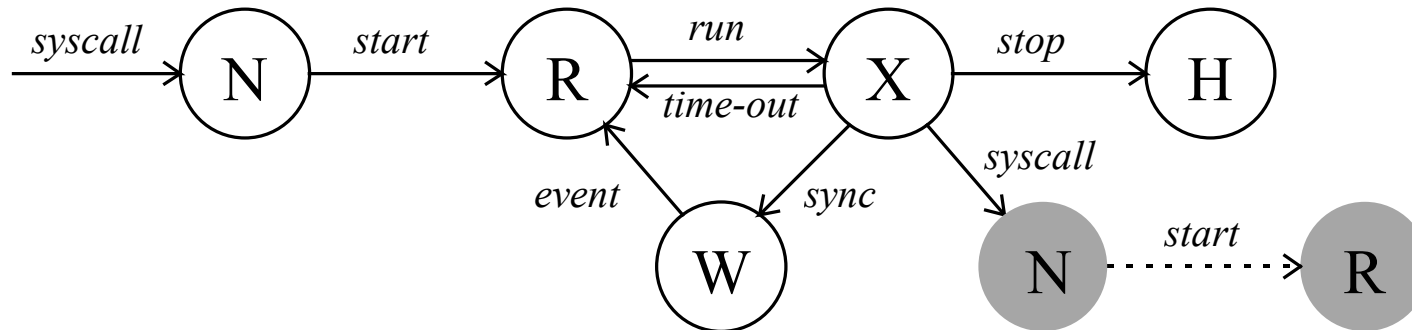 syscall
N
start
R
run
time-out
X
stop
H
event
W
sync
syscall
N
start
R